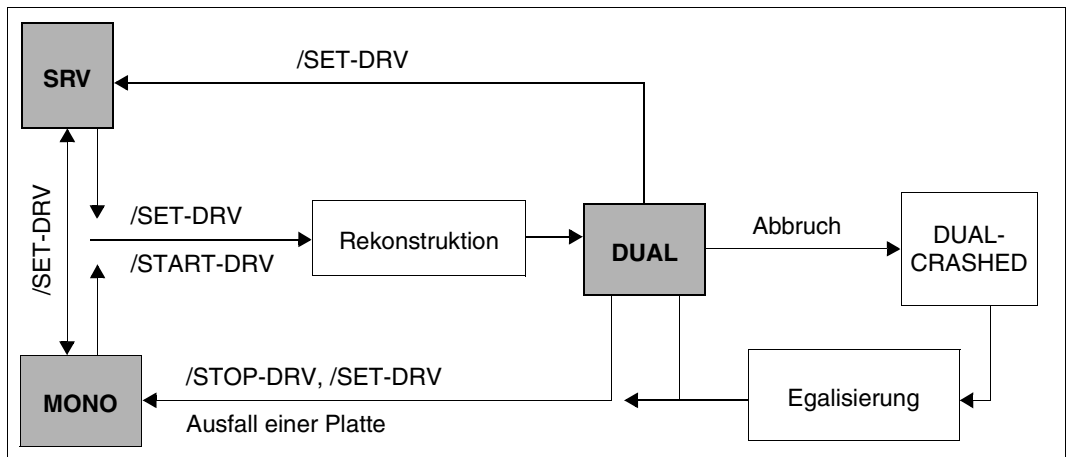 /SET-DRV
SRV
/SET-DRV
/SET-DRV
/START-DRV
Rekonstruktion
DUAL
Abbruch
DUAL-
CRASHED
/STOP-DRV, /SET-DRV
MONO
Ausfall einer Platte
Egalisierung